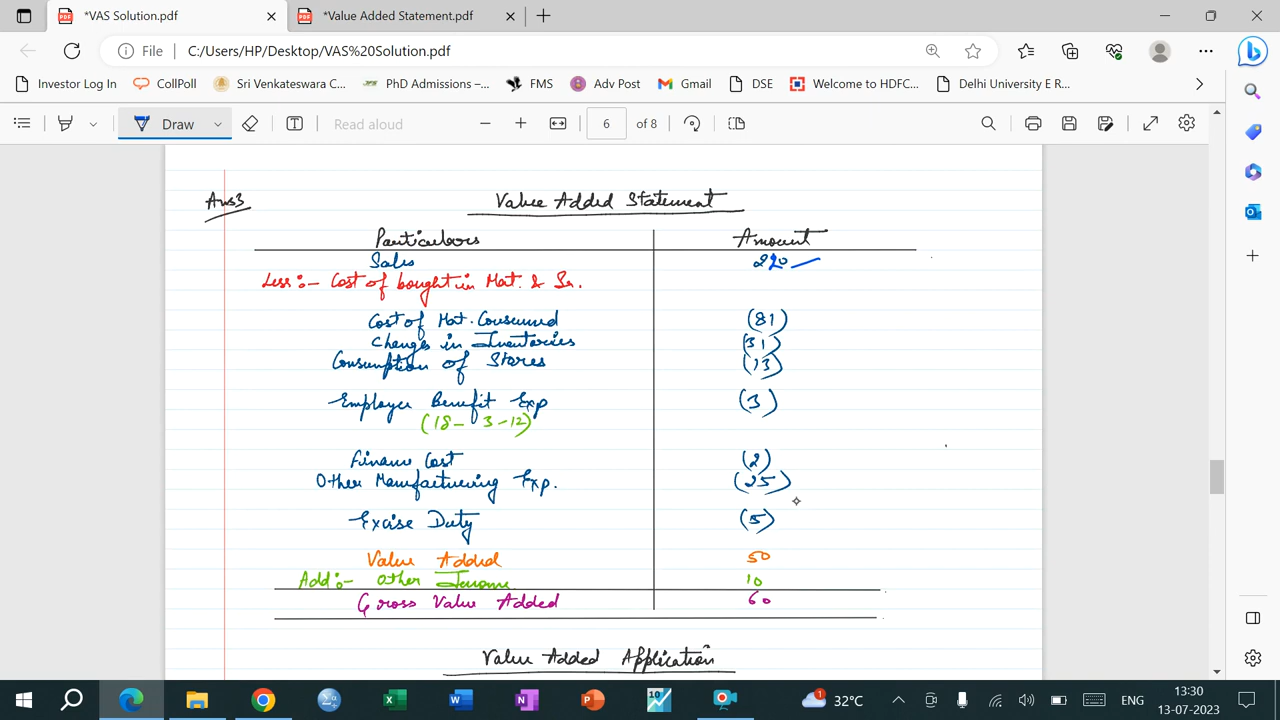 *VAS Solution.pdf
*Value Added Statement.pdf
File C:/Users/HP/Desktop/VAS%20Solution.pdf
Investor Log In CollPoll Sri Venkateswara C... PhD Admissions –... FMS Adv Post Gmail DSE Welcome to HDFC... Delhi University E R...
Draw Read aloud 6 of 8
Ans3 Value Added Statement
Particulars Amount
Sales 220
Less:- Cost of bought in Mat. & Sr.
Cost of Mat. Consumed (81)
Changes in Inventories (31)
Consumption of Stores (13)
Employee Benefit Exp (3)
(18- 3-12)
Finance Cost (2)
Other Manufacturing Exp. (25)
Excise Duty (5)
Value Added 50
Add:- Other Income 10
Gross Value Added 60
Value Added Application
10
1 32°C ENG 13:30
13-07-2023